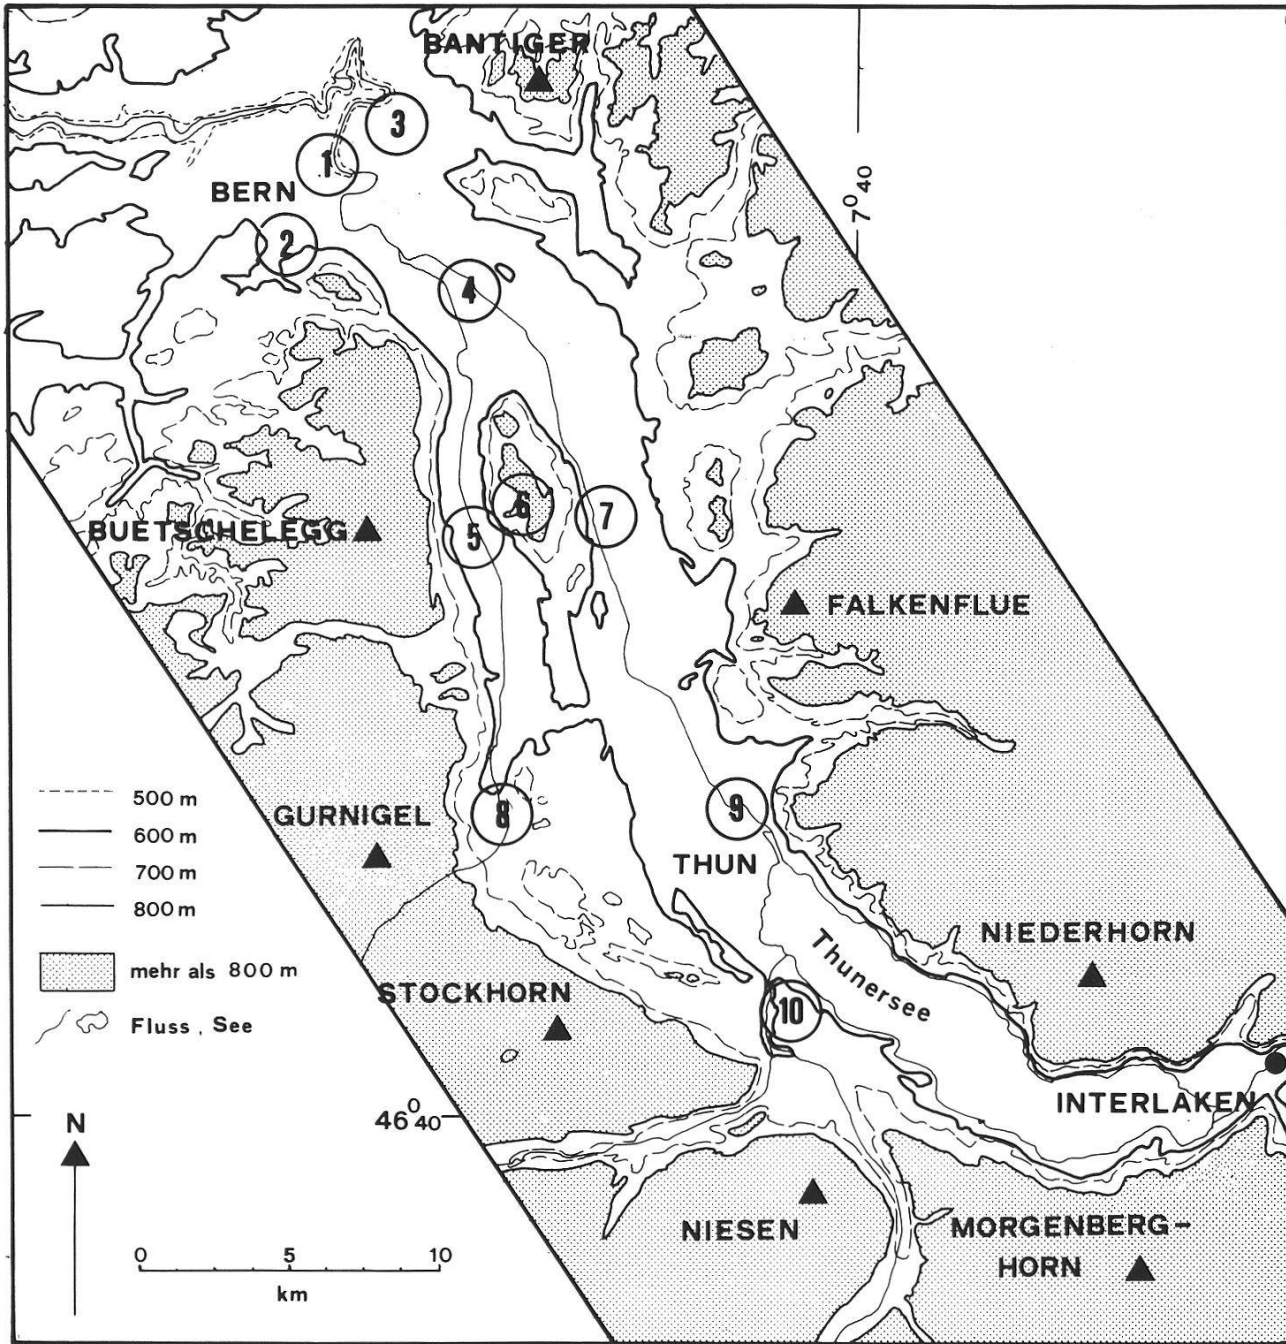 BANTIGER
3
1
BERN
7⁰ 40
2
4
6
7
BUETSCHELEGG
5
FALKENFLUE
500 m
600 m
700 m
800 m
GURNIGEL
8
9
THUN
mehr als 800 m
Fluss, See
STOCKHORN
10
Thunersee
NIEDERHORN
INTERLAKEN
46⁰ 40
N
NIESEN
MORGENBERG-
HORN
0 5 10
km